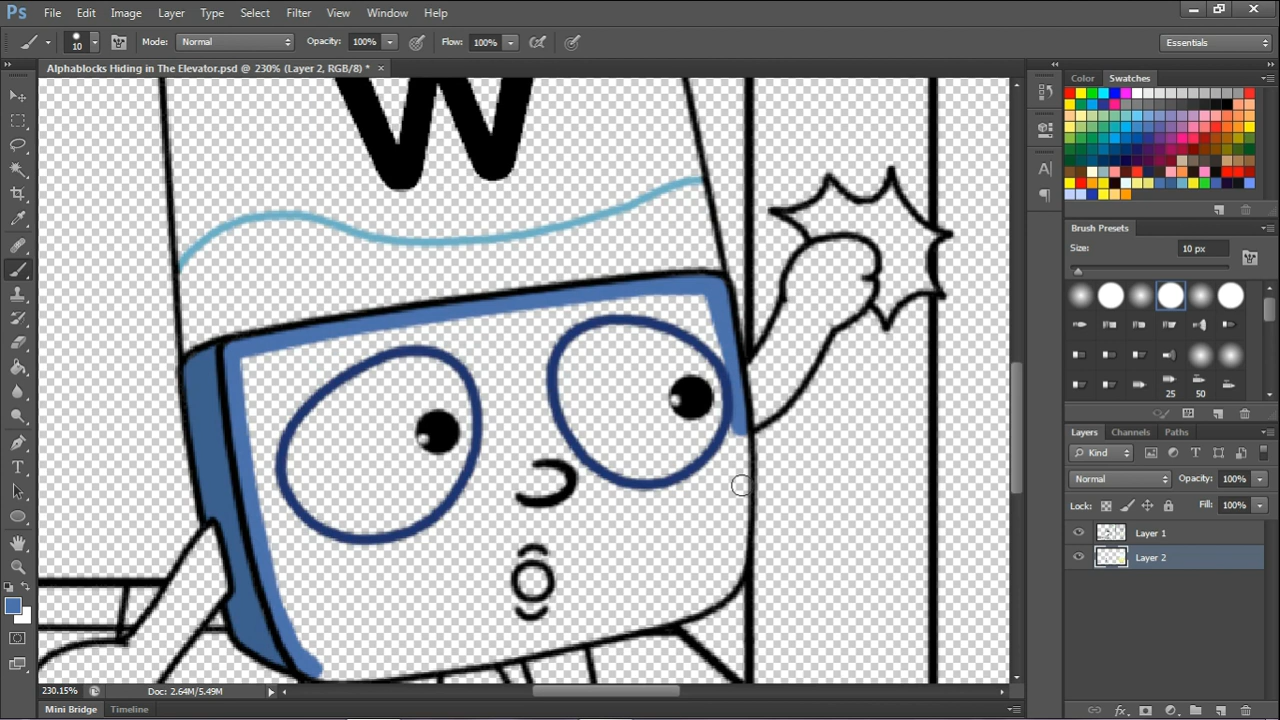 Ps File Edit Image Layer Type Select Filter View Window Help
10 Mode: Normal Opacity: 100% Flow: 100% Essentials
Alphablocks Hiding in The Elevator.psd @ 230% (Layer 2, RGB/8) * ×
Color Swatches
W
Brush Presets
Size: 10 px
25 50
Layers Channels Paths
Kind
Normal Opacity: 100%
Lock: Fill: 100%
Layer 1
Layer 2
230.15% Doc: 2.64M/5.49M
Mini Bridge Timeline